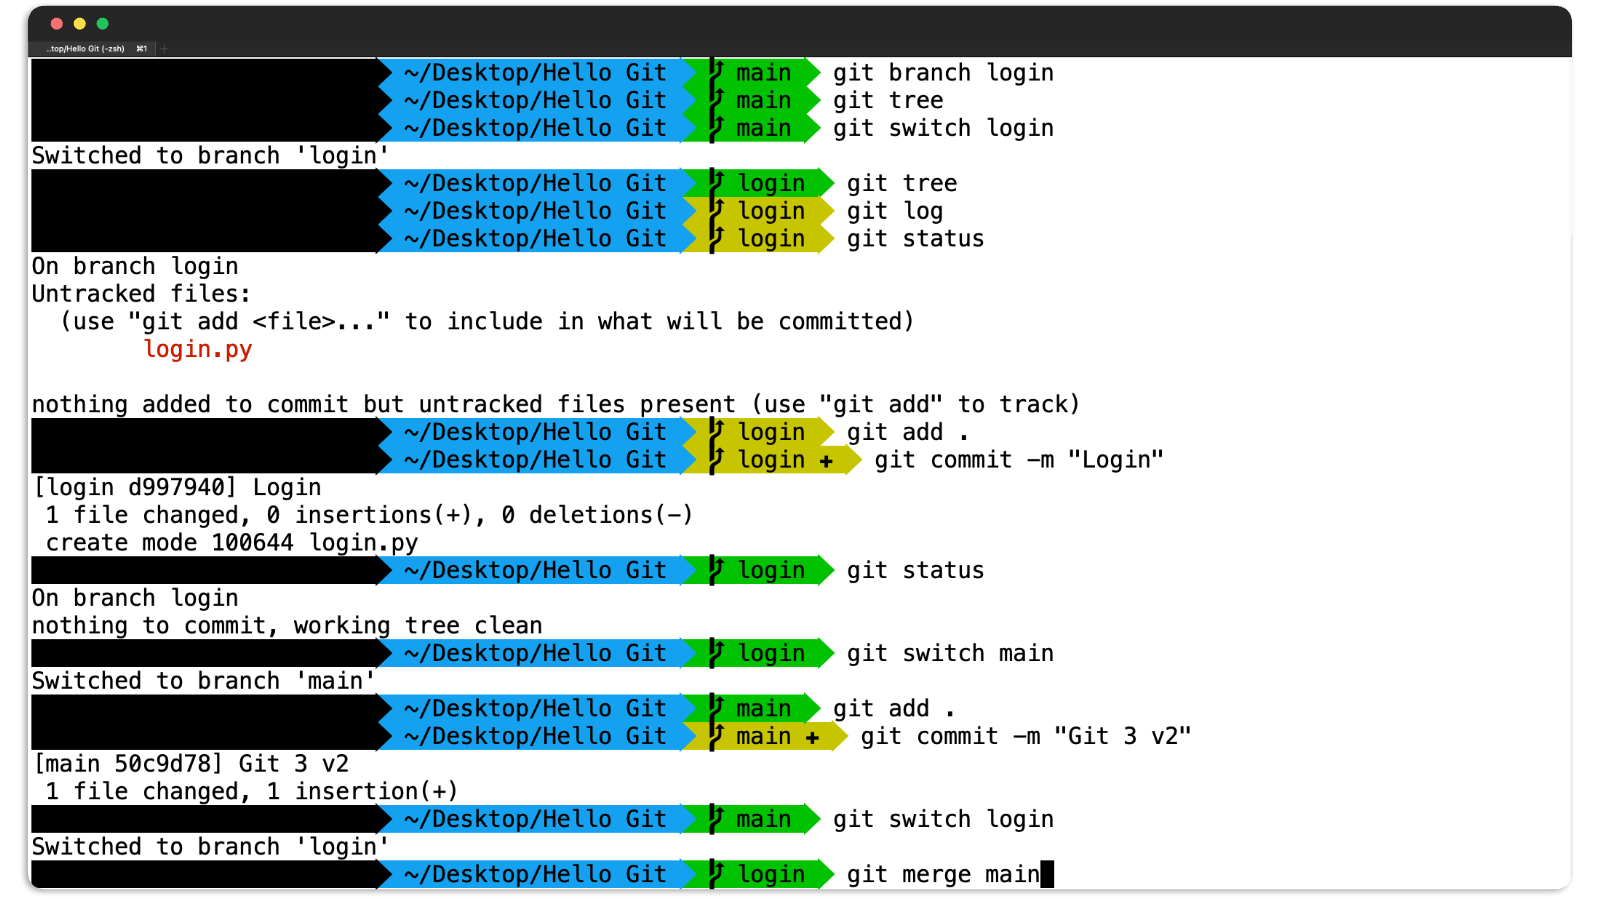 ..top/Hello Git (-zsh) ⌘1 +
~/Desktop/Hello Git main git branch login
~/Desktop/Hello Git main git tree
~/Desktop/Hello Git main git switch login
Switched to branch 'login'
~/Desktop/Hello Git login git tree
~/Desktop/Hello Git login git log
~/Desktop/Hello Git login git status
On branch login
Untracked files:
(use "git add <file>..." to include in what will be committed)
login.py
nothing added to commit but untracked files present (use "git add" to track)
~/Desktop/Hello Git login git add .
~/Desktop/Hello Git login + git commit -m "Login"
[login d997940] Login
1 file changed, 0 insertions(+), 0 deletions(-)
create mode 100644 login.py
~/Desktop/Hello Git login git status
On branch login
nothing to commit, working tree clean
~/Desktop/Hello Git login git switch main
Switched to branch 'main'
~/Desktop/Hello Git main git add .
~/Desktop/Hello Git main + git commit -m "Git 3 v2"
[main 50c9d78] Git 3 v2
1 file changed, 1 insertion(+)
~/Desktop/Hello Git main git switch login
Switched to branch 'login'
~/Desktop/Hello Git login git merge main